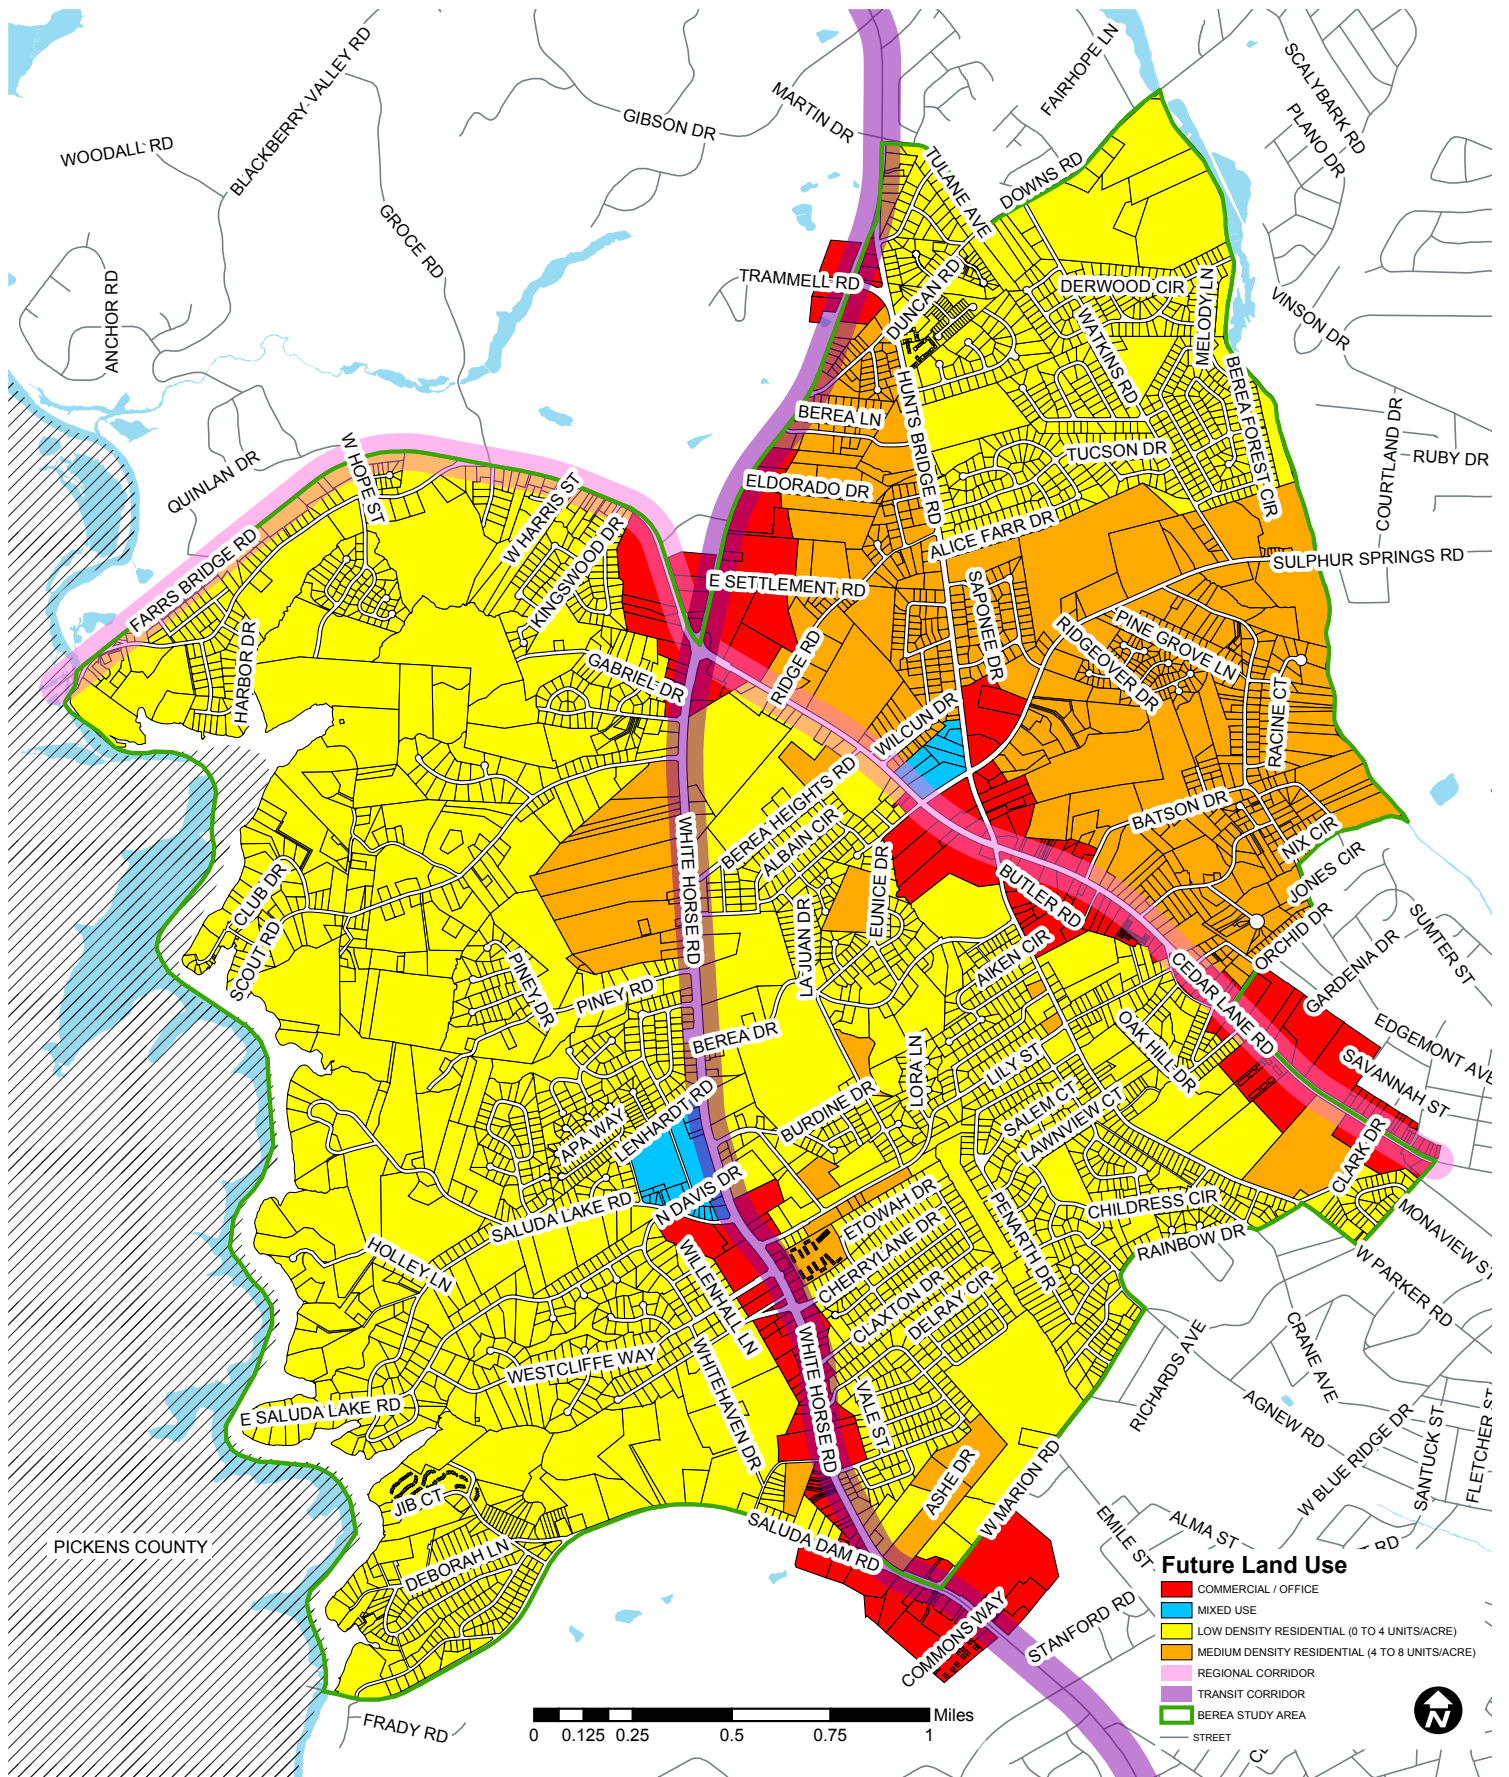 FAIRHOPE LN
SCALYBARK RD
MARTIN DR
GIBSON DR
BLACKBERRY-VALLEY RD
WOODALL RD
PLANO DR
TULANE AVE
DOWNS RD
GROCE RD
ANCHOR RD
TRAMMELL RD
DUNCAN RD
DERWOOD CIR
MELODY LN
VINSON DR
WATKINS RD
BEREA FOREST CIR
HUNTS BRIDGE RD
BEREA LN
COURTLAND DR
RUBY DR
TUCSON DR
W HOPE ST
QUINLAN DR
ELDORADO DR
W HARRIS ST
KINGSWOOD DR
ALICE FARR DR
SULPHUR SPRINGS RD
FARRS BRIDGE RD
E SETTLEMENT RD
SAPONEE DR
PINE GROVE LN
RIDGEOVER DR
HARBOR DR
GABRIEL DR
RIDGE RD
RACINE CT
WILCUN DR
BEREA HEIGHTS RD
ALBAIN CIR
BATSON DR
WHITE HORSE RD
NIX CIR
JONES CIR
EUNICE DR
BUTLER RD
CLUB DR
SCOUT RD
LA JUAN DR
AIKEN CIR
ORCHID DR
GARDENIA DR
SUMTER ST
PINEY DR
PINEY RD
CEDAR LANE RD
EDGEMONT AVE
BEREA DR
OAK HILL DR
SAVANNAH ST
LORA LN
LILY ST
LENHARDT RD
APA WAY
BURDINE DR
SALEM CT
LAWNVIEW CT
CLARK DR
N DAVIS DR
SALUDA LAKE RD
ETOWAH DR
CHILDRESS CIR
PENARTH DR
MONAVIEW ST
CHERRYLANE DR
RAINBOW DR
W PARKER RD
HOLLEY LN
WILLENHALL LN
CLAXTON DR
DELRAY CIR
WESTCLIFFE WAY
WHITEHAVEN DR
WHITE HORSE RD
RICHARDS AVE
CRANE AVE
E SALUDA LAKE RD
VALE ST
AGNEW RD
W BLUE RIDGE DR
SANTUCK ST
FLETCHER ST
ASHE DR
W MARION RD
JIB CT
SALUDA DAM RD
EMILE ST
ALMA ST
RD
PICKENS COUNTY
DEBORAH LN
COMMONS WAY
STANFORD RD
FRADY RD
Future Land Use
COMMERCIAL / OFFICE
MIXED USE
LOW DENSITY RESIDENTIAL (0 TO 4 UNITS/ACRE)
MEDIUM DENSITY RESIDENTIAL (4 TO 8 UNITS/ACRE)
REGIONAL CORRIDOR
TRANSIT CORRIDOR
BEREA STUDY AREA
STREET
N
Miles
0 0.125 0.25 0.5 0.75 1